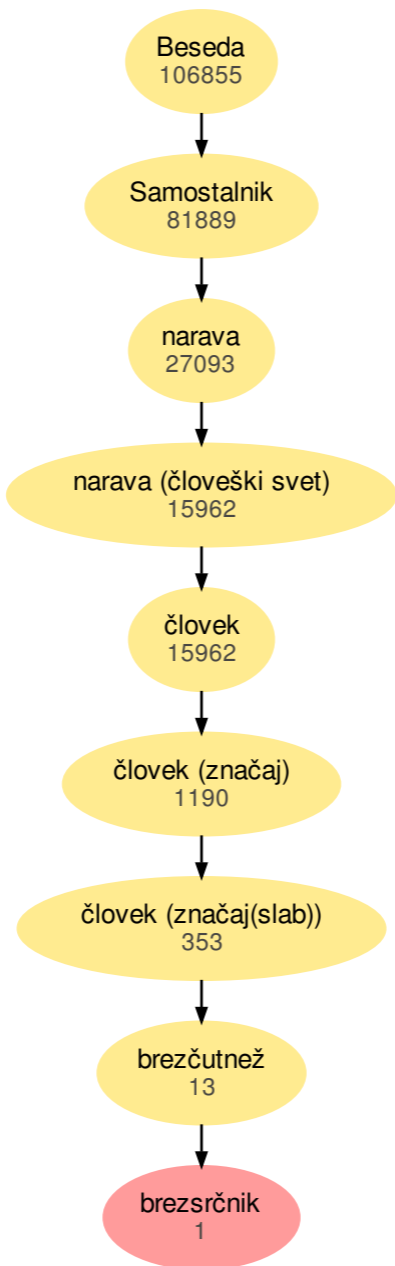 Beseda
106855
Samostalnik
81889
narava
27093
narava (človeški svet)
15962
človek
15962
človek (značaj)
1190
človek (značaj(slab))
353
brezčutnež
13
brezsrčnik
1